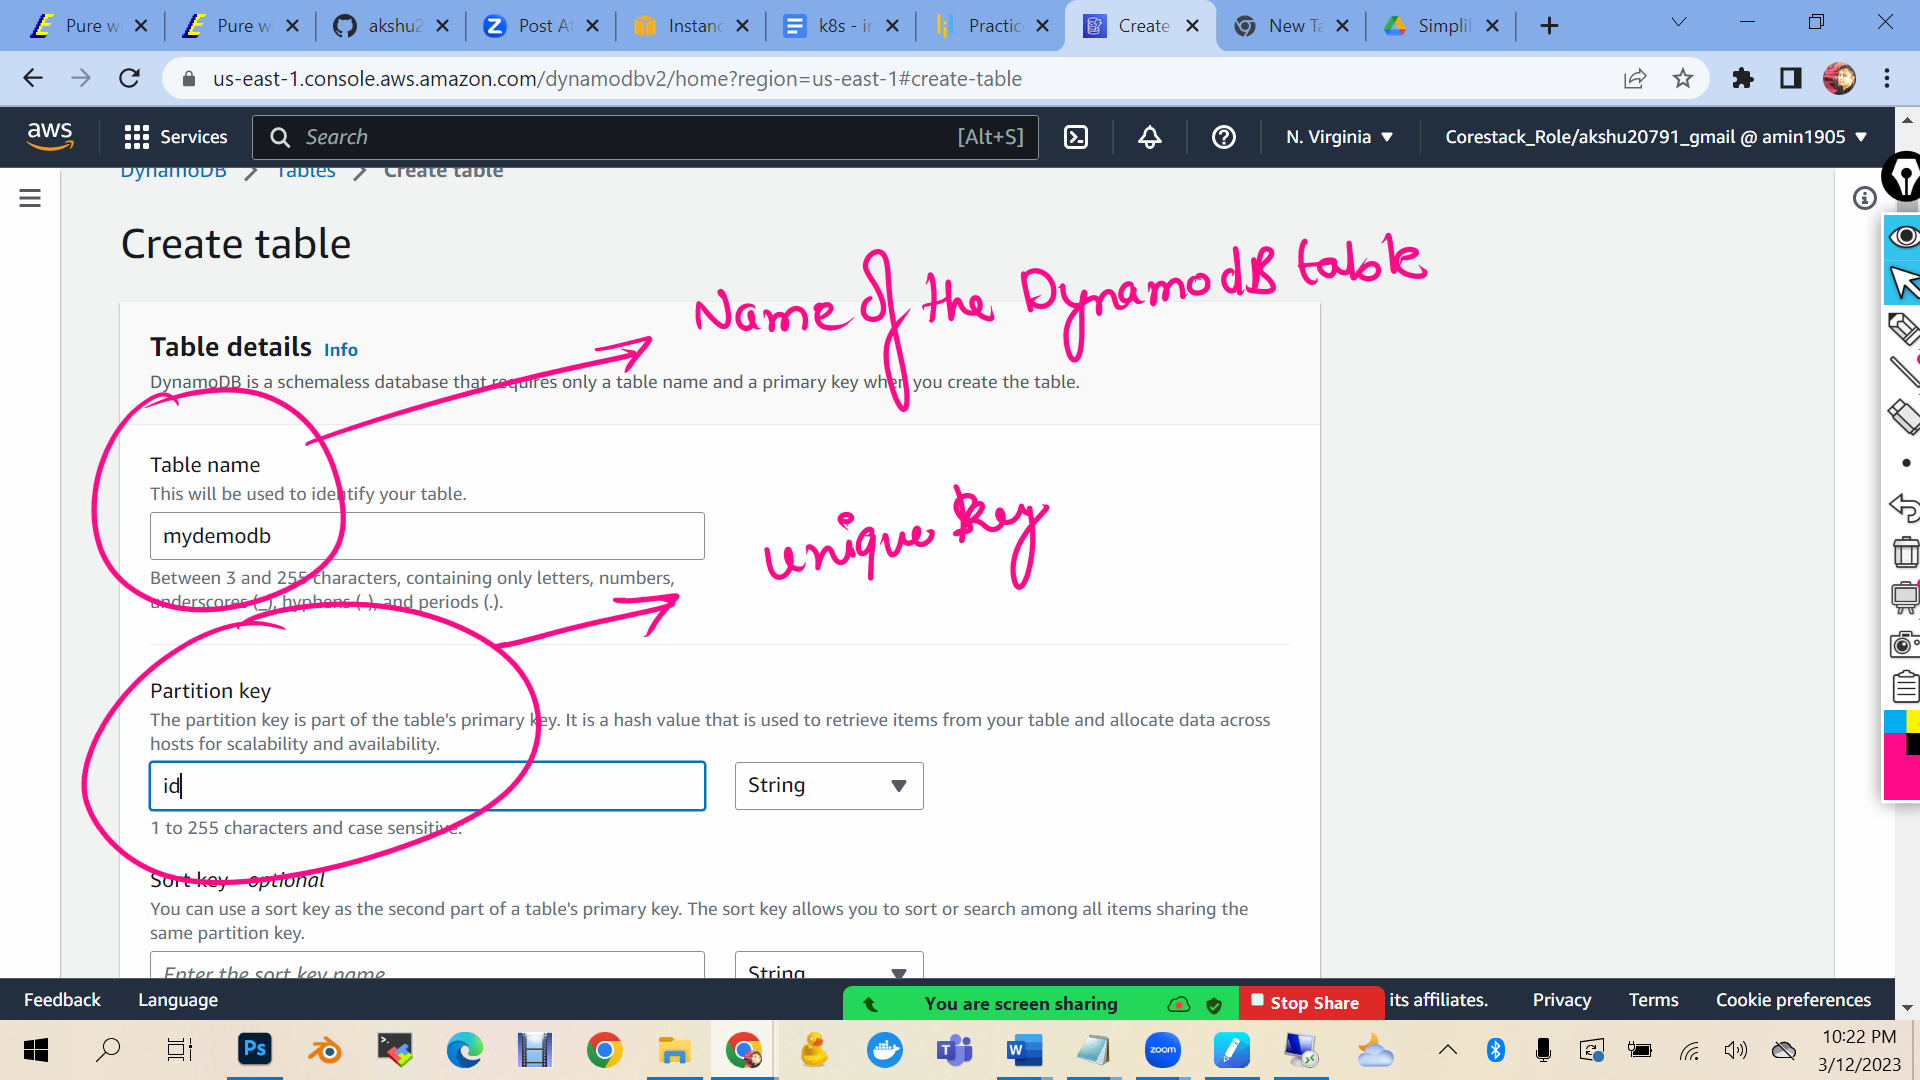 Pure w
Pure w
akshu2
Post At
Instanc
k8s - in
Practic
Create
New Ta
Simplil
us-east-1.console.aws.amazon.com/dynamodbv2/home?region=us-east-1#create-table
aws
Services
Search
[Alt+S]
N. Virginia
Corestack_Role/akshu20791_gmail @ amin1905
DynamoDB
Tables
Create table
Create table
Name of the DynamodB table
Table details Info
DynamoDB is a schemaless database that requires only a table name and a primary key when you create the table.
Table name
This will be used to identify your table.
mydemodb
Between 3 and 255 characters, containing only letters, numbers,
underscores (_), hyphens (-), and periods (.).
unique key
Partition key
The partition key is part of the table's primary key. It is a hash value that is used to retrieve items from your table and allocate data across
hosts for scalability and availability.
id
String
1 to 255 characters and case sensitive.
Sort key - optional
You can use a sort key as the second part of a table's primary key. The sort key allows you to sort or search among all items sharing the
same partition key.
Enter the sort key name
String
Feedback
Language
You are screen sharing
Stop Share
its affiliates.
Privacy
Terms
Cookie preferences
Ps
W
zoom
10:22 PM
3/12/2023